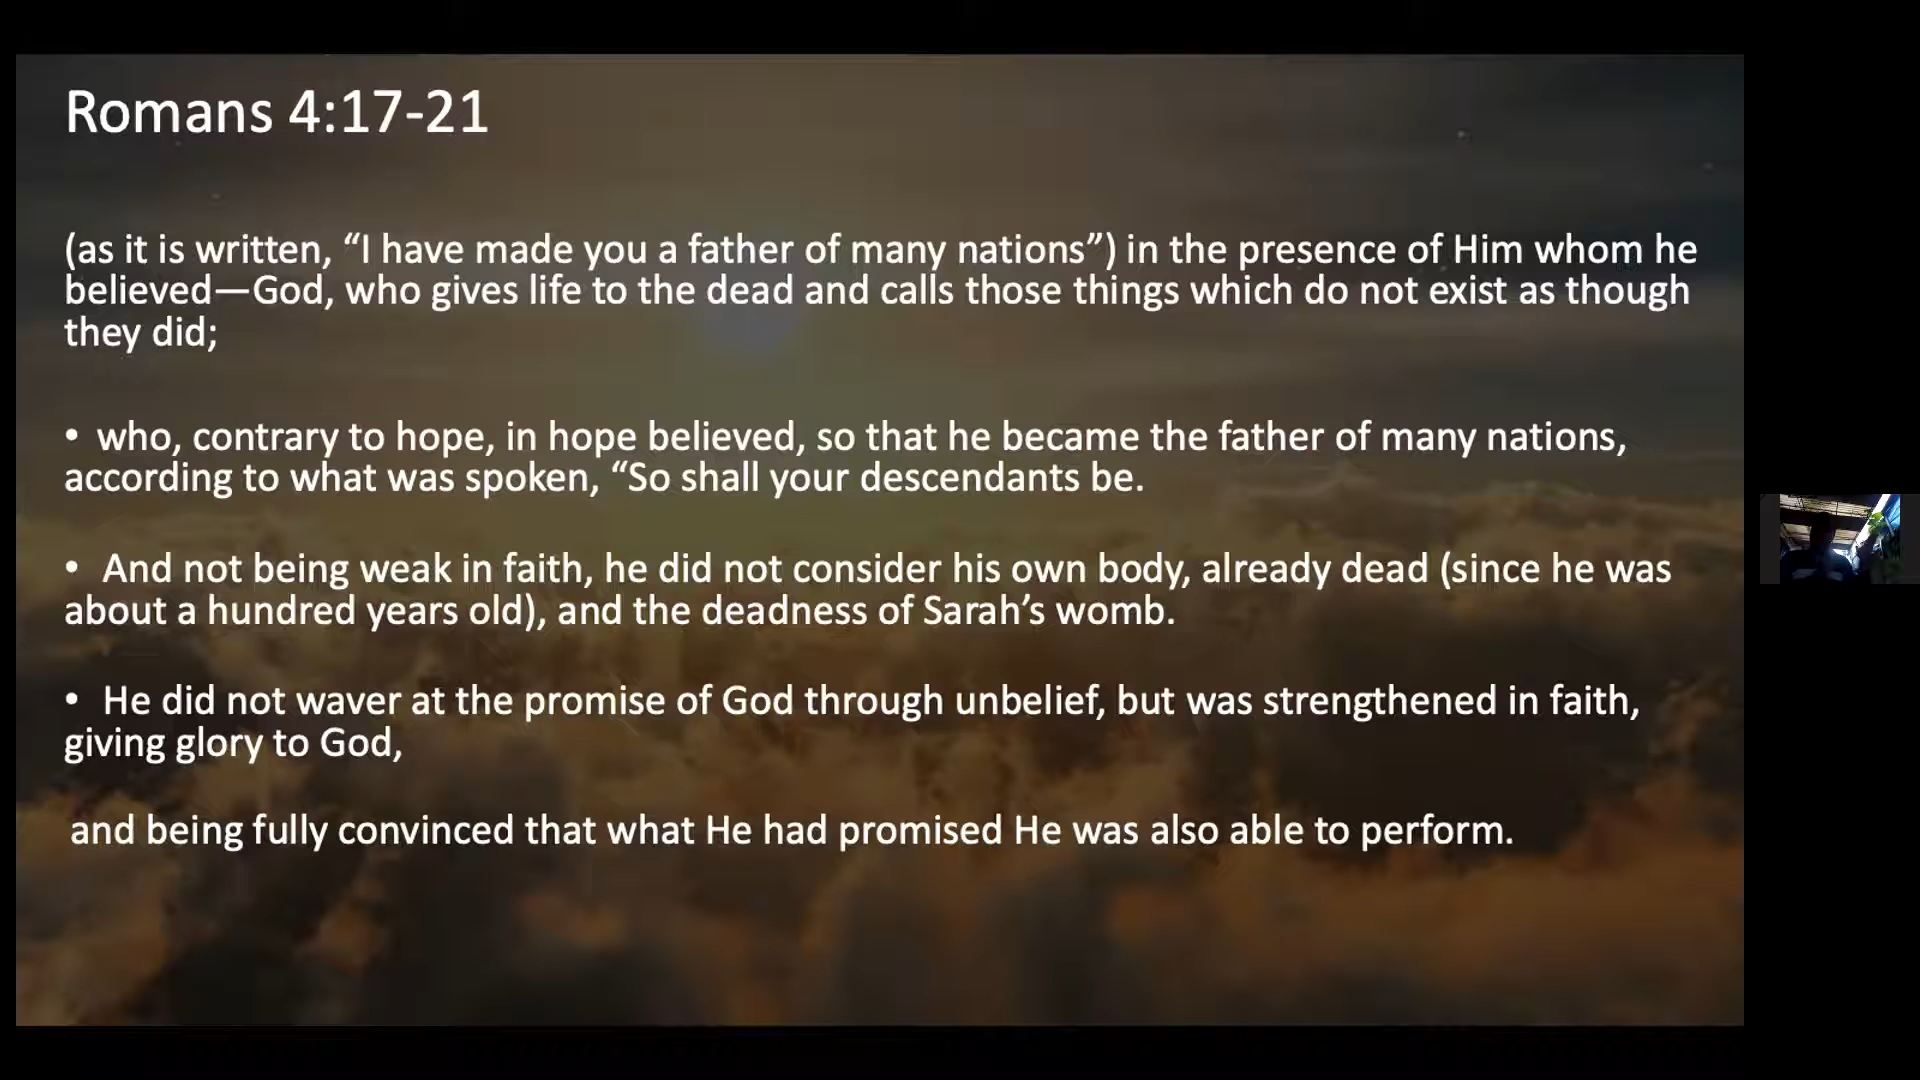 Romans 4:17-21
(as it is written, “I have made you a father of many nations”) in the presence of Him whom he
believed—God, who gives life to the dead and calls those things which do not exist as though
they did;
• who, contrary to hope, in hope believed, so that he became the father of many nations,
according to what was spoken, “So shall your descendants be.
• And not being weak in faith, he did not consider his own body, already dead (since he was
about a hundred years old), and the deadness of Sarah’s womb.
• He did not waver at the promise of God through unbelief, but was strengthened in faith,
giving glory to God,
and being fully convinced that what He had promised He was also able to perform.